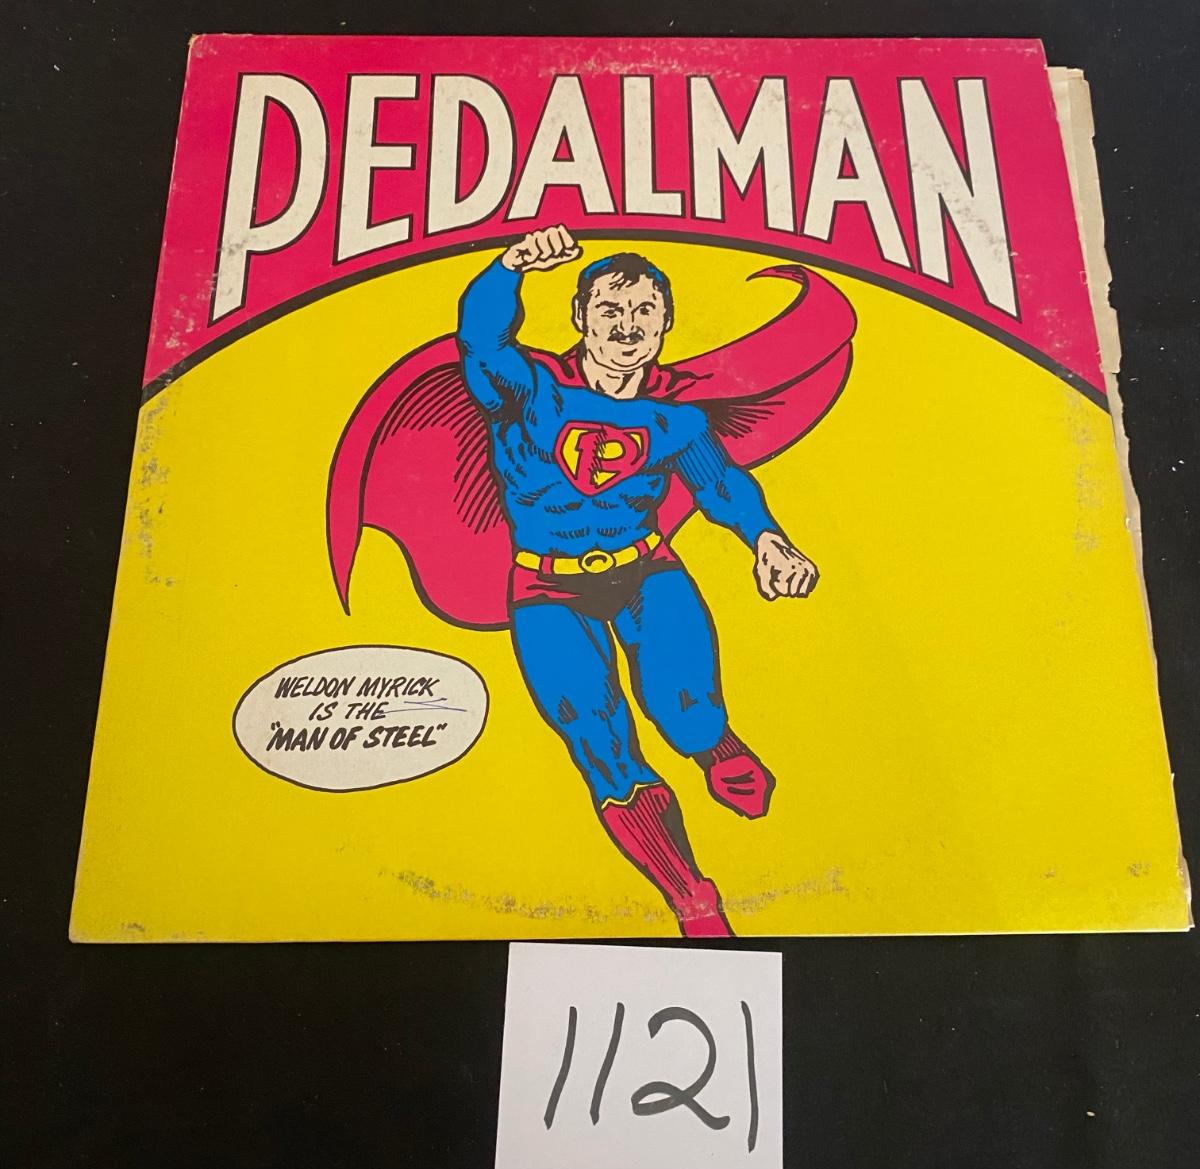 PEDALMAN
P
WELDON MYRICK
IS THE
"MAN OF STEEL"
1121